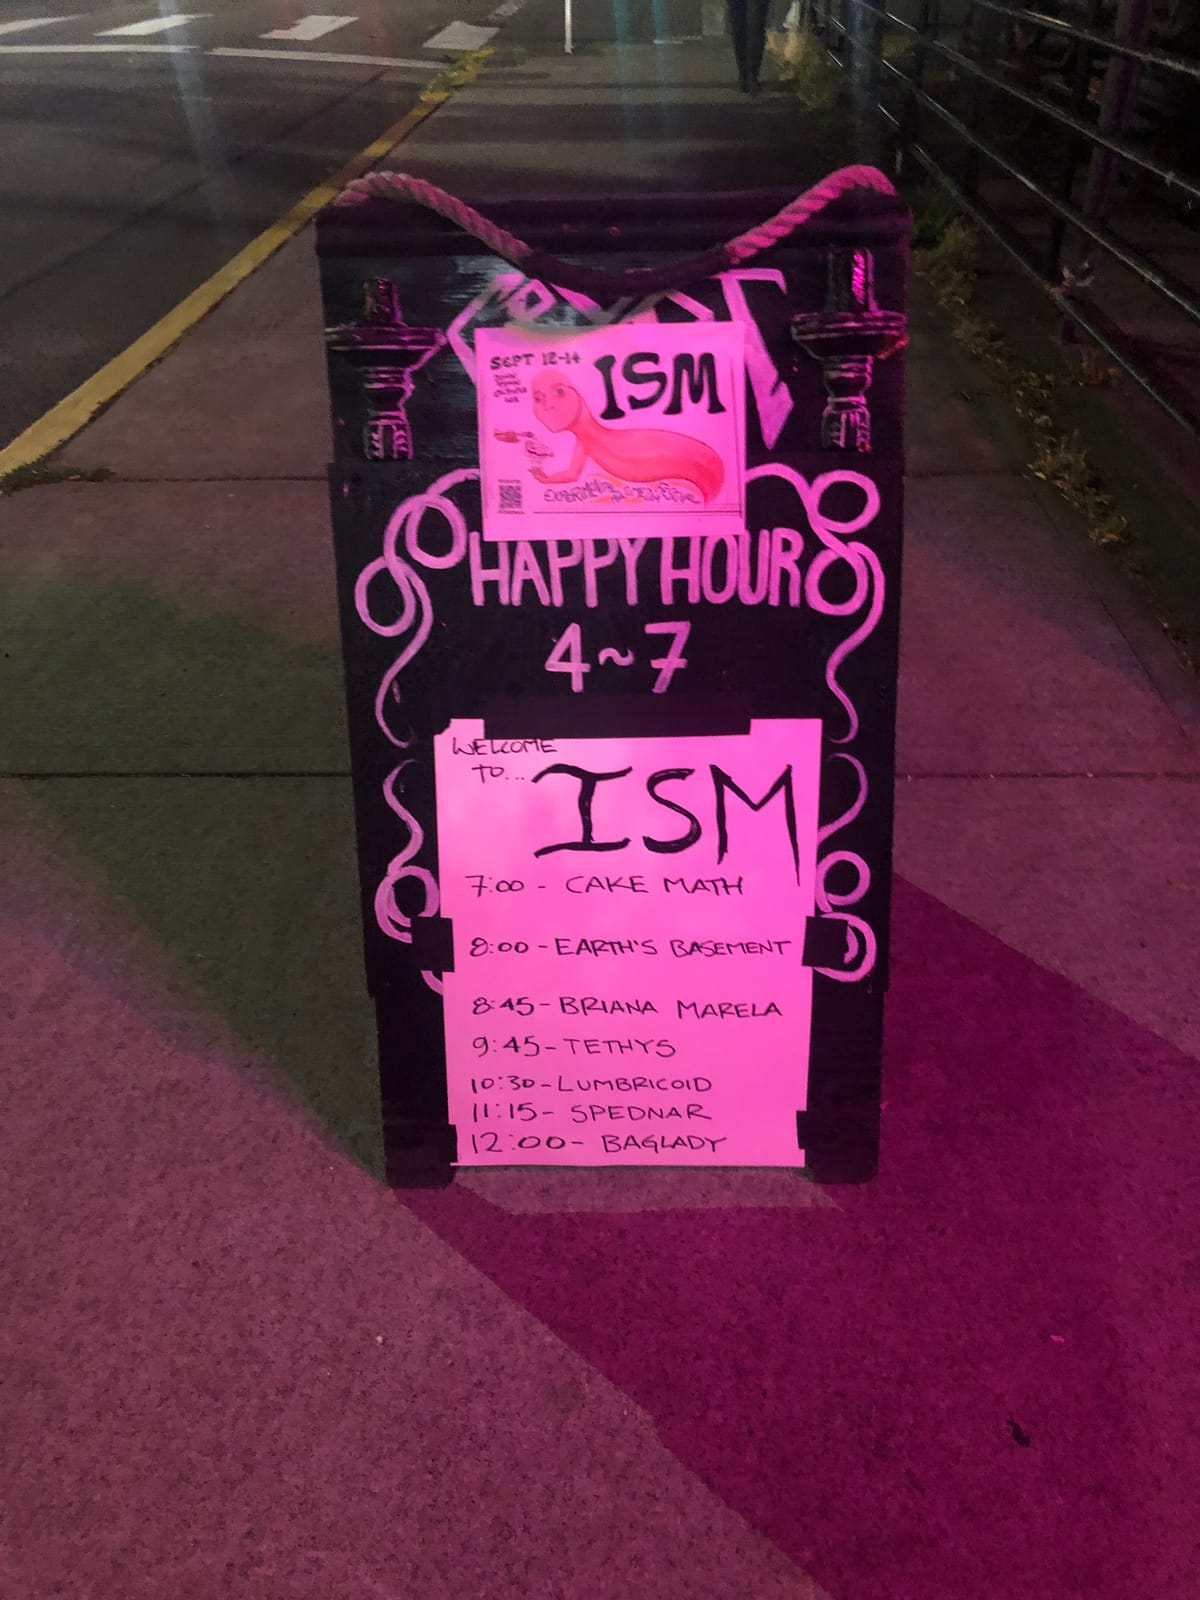 SEPT 12-14
ISM
EXPERIMENTAL
HAPPY HOUR
4~7
WELCOME
TO...
ISM
7:00 - CAKE MATH
8:00 - EARTH'S BASEMENT
8:45 - BRIANA MARELA
9:45 - TETHYS
10:30 - LUMBRICOID
11:15 - SPEDNAR
12:00 - BAGLADY